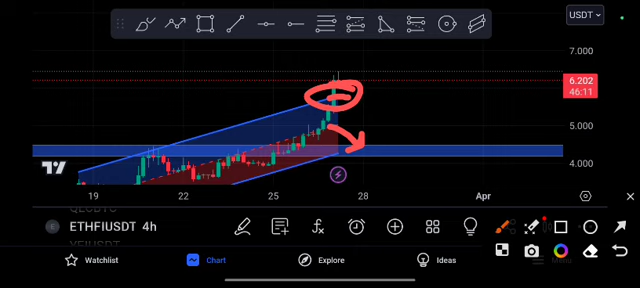 USDT
7.000
6.202
46:11
5.000
4.000
19
22
25
28
Apr
ETHFIUSDT 4h
Watchlist
Chart
Explore
Ideas